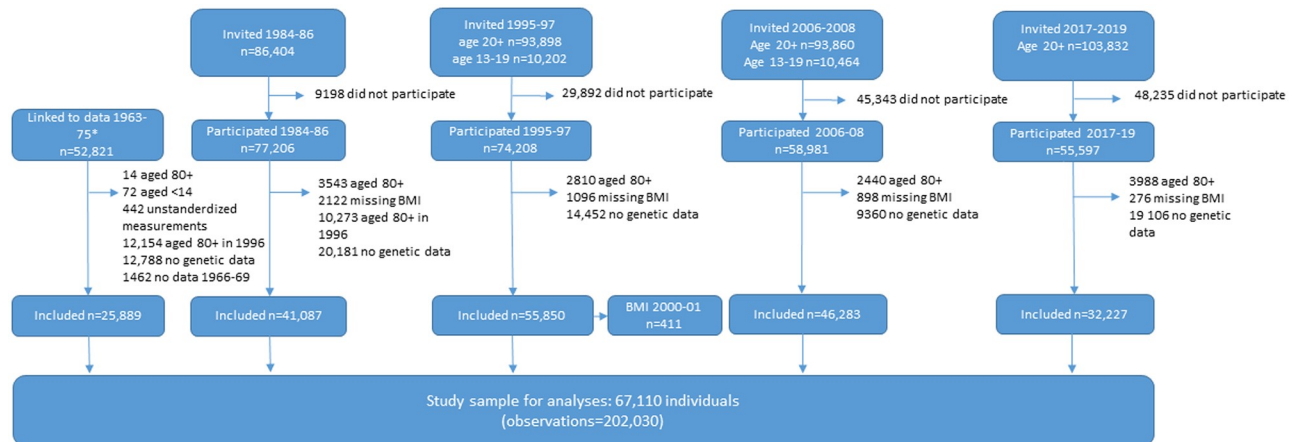 Invited 1984-86
n=86,404
Invited 1995-97
age 20+ n=93,898
age 13-19 n=10,202
Invited 2006-2008
Age 20+ n=93,860
Age 13-19 n=10,464
Invited 2017-2019
Age 20+ n=103,832
9198 did not participate
29,892 did not participate
45,343 did not participate
48,235 did not participate
Linked to data 1963-
75*
n=52,821
Participated 1984-86
n=77,206
Participated 1995-97
n=74,208
Participated 2006-08
n=58,981
Participated 2017-19
n=55,597
14 aged 80+
72 aged <14
442 unstanderdized
measurements
12,154 aged 80+ in 1996
12,788 no genetic data
1462 no data 1966-69
3543 aged 80+
2122 missing BMI
10,273 aged 80+ in
1996
20,181 no genetic data
2810 aged 80+
1096 missing BMI
14,452 no genetic data
2440 aged 80+
898 missing BMI
9360 no genetic data
3988 aged 80+
276 missing BMI
19 106 no genetic
data
Included n=25,889
Included n=41,087
Included n=55,850
BMI 2000-01
n=411
Included n=46,283
Included n=32,227
Study sample for analyses: 67,110 individuals
(observations=202,030)